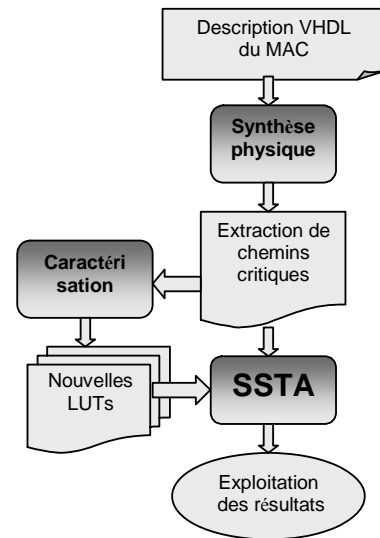 Description VHDL
du MAC
Synthèse
physique
Extraction de
chemins
critiques
Caractéri
sation
Nouvelles
LUTs
SSTA
Exploitation
des résultats